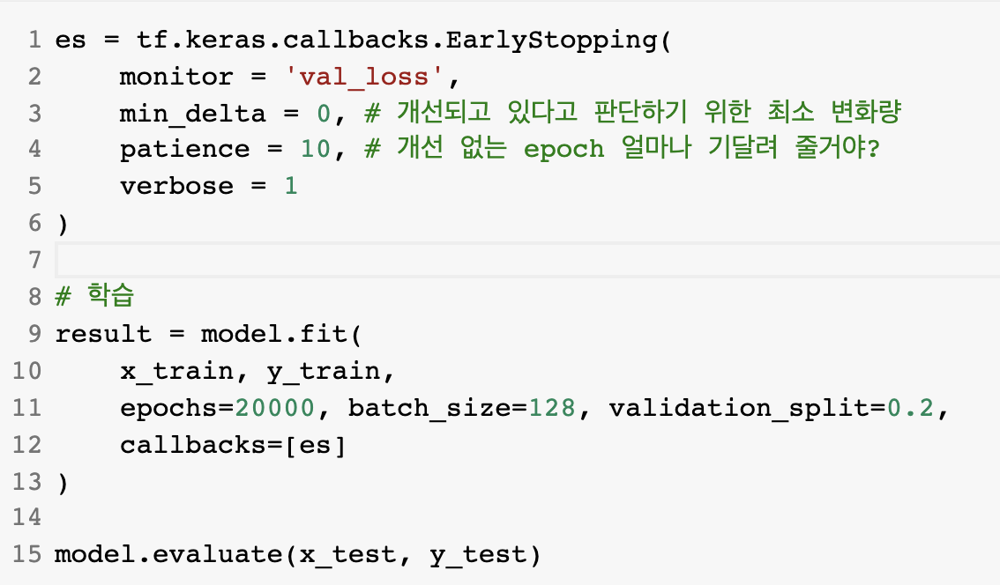 1 es = tf.keras.callbacks.EarlyStopping(
2     monitor = 'val_loss',
3     min_delta = 0, # 개선되고 있다고 판단하기 위한 최소 변화량
4     patience = 10, # 개선 없는 epoch 얼마나 기달려 줄거야?
5     verbose = 1
6 )
7
8 # 학습
9 result = model.fit(
10     x_train, y_train,
11     epochs=20000, batch_size=128, validation_split=0.2,
12     callbacks=[es]
13 )
14
15 model.evaluate(x_test, y_test)